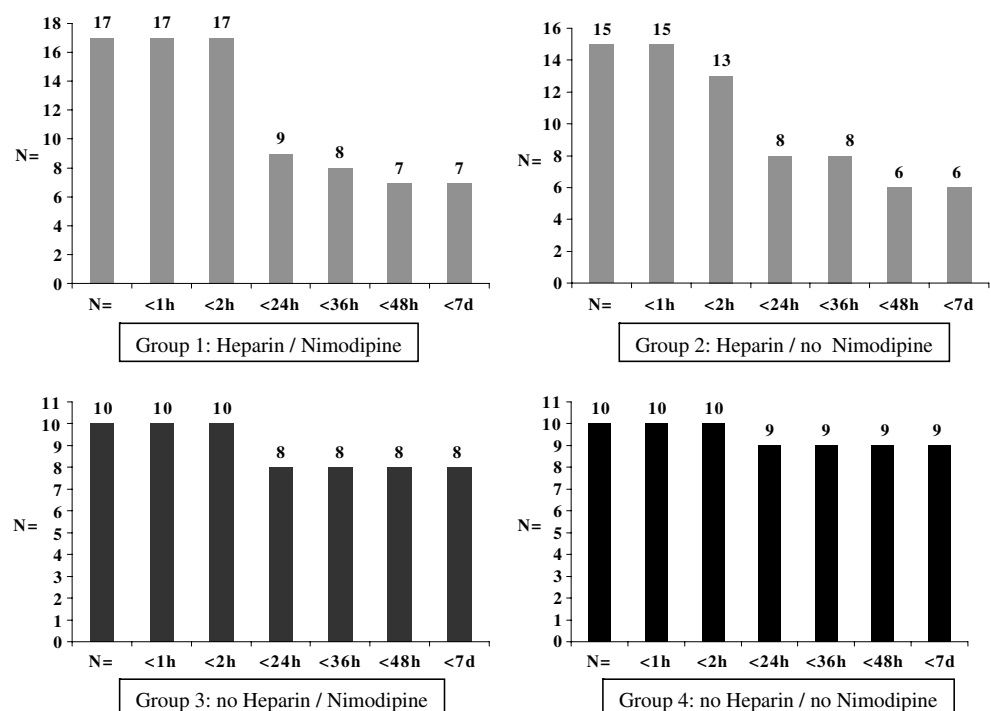 17 17 17
9
8
7 7
18
16
14
12
10
8
6
4
2
0
N=
N= <1h <2h <24h <36h <48h <7d
Group 1: Heparin / Nimodipine
15 15
13
8 8
6 6
16
14
12
10
8
6
4
2
0
N=
N= <1h <2h <24h <36h <48h <7d
Group 2: Heparin / no Nimodipine
10 10 10
8 8 8 8
11
10
9
8
7
6
5
4
3
2
1
0
N=
N= <1h <2h <24h <36h <48h <7d
Group 3: no Heparin / Nimodipine
10 10 10
9 9 9 9
11
10
9
8
7
6
5
4
3
2
1
0
N=
N= <1h <2h <24h <36h <48h <7d
Group 4: no Heparin / no Nimodipine